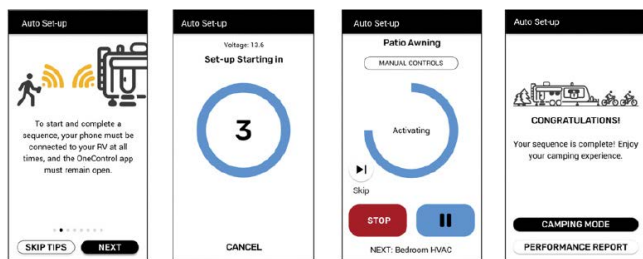 Auto Set-up
To start and complete a
sequence, your phone must be
connected to your RV at all
times, and the OneControl app
must remain open.
SKIP TIPS
NEXT
Auto Set-up
Voltage: 13.6
Set-up Starting in
3
CANCEL
Auto Set-up
Patio Awning
MANUAL CONTROLS
Activating
Skip
STOP
NEXT: Bedroom HVAC
Auto Set-up
CONGRATULATIONS!
Your sequence is complete! Enjoy
your camping experience.
CAMPING MODE
PERFORMANCE REPORT